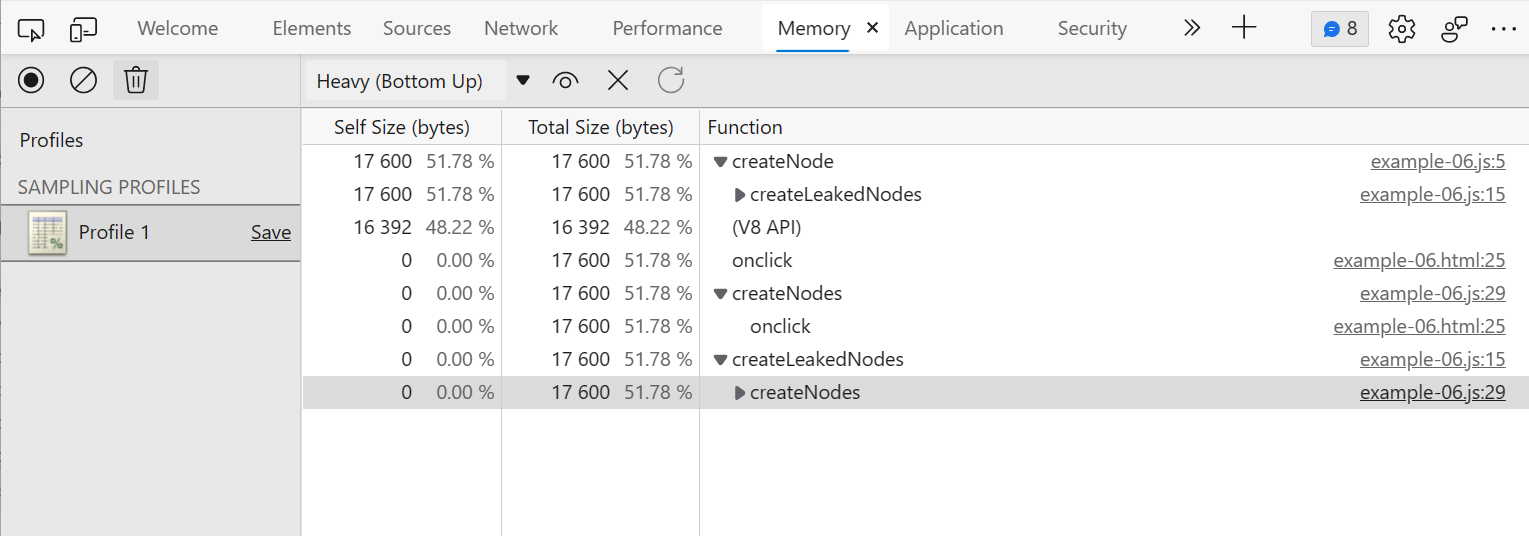 Welcome Elements Sources Network Performance Memory Application Security 8
Heavy (Bottom Up)
Profiles
SAMPLING PROFILES
%
Profile 1 Save
Self Size (bytes) Total Size (bytes) Function
17 600 51.78 % 17 600 51.78 % createNode example-06.js:5
17 600 51.78 % 17 600 51.78 % createLeakedNodes example-06.js:15
16 392 48.22 % 16 392 48.22 % (V8 API)
0 0.00 % 17 600 51.78 % onclick example-06.html:25
0 0.00 % 17 600 51.78 % createNodes example-06.js:29
0 0.00 % 17 600 51.78 % onclick example-06.html:25
0 0.00 % 17 600 51.78 % createLeakedNodes example-06.js:15
0 0.00 % 17 600 51.78 % createNodes example-06.js:29